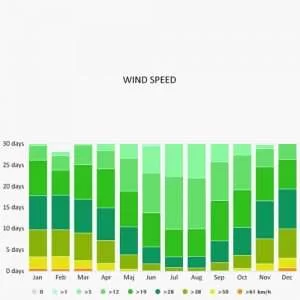 WIND SPEED
30 days
25 days
20 days
15 days
10 days
5 days
0 days
Jan Feb Mar Apr May Jun Jul Aug Sep Oct Nov Dec
0 >1 >5 >12 >19 >28 >38 >50 >61 km/h